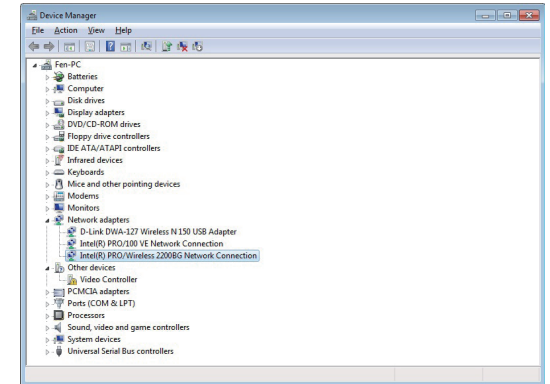 Device Manager
File Action View Help
Fen-PC
Batteries
Computer
Disk drives
Display adapters
DVD/CD-ROM drives
Floppy drive controllers
IDE ATA/ATAPI controllers
Infrared devices
Keyboards
Mice and other pointing devices
Modems
Monitors
Network adapters
D-Link DWA-127 Wireless N 150 USB Adapter
Intel(R) PRO/100 VE Network Connection
Intel(R) PRO/Wireless 2200BG Network Connection
Other devices
Video Controller
PCMCIA adapters
Ports (COM & LPT)
Processors
Sound, video and game controllers
System devices
Universal Serial Bus controllers